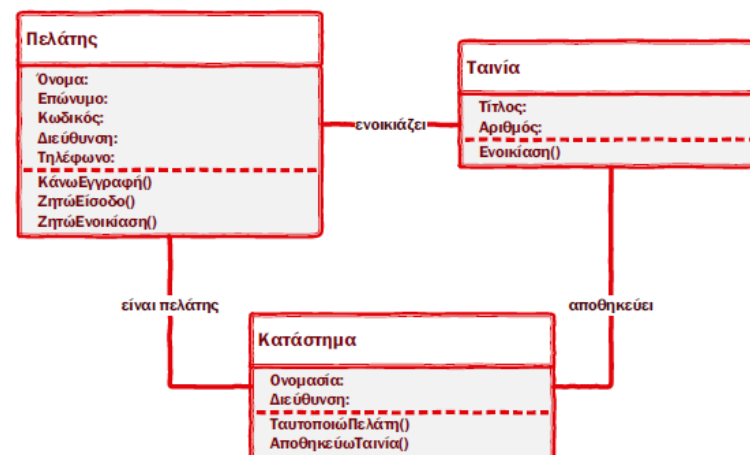 Πελάτης
Όνομα:
Επώνυμο:
Κωδικός:
Διεύθυνση:
Τηλέφωνο:
ΚάνωΕγγραφή()
ΖητώΕίσοδο()
ΖητώΕνοικίαση()
ενοικιάζει
Ταινία
Τίτλος:
Αριθμός:
Ενοικίαση()
είναι πελάτης
αποθηκεύει
Κατάστημα
Ονομασία:
Διεύθυνση:
ΤαυτοποιώΠελάτη()
ΑποθηκεύωΤαινία()